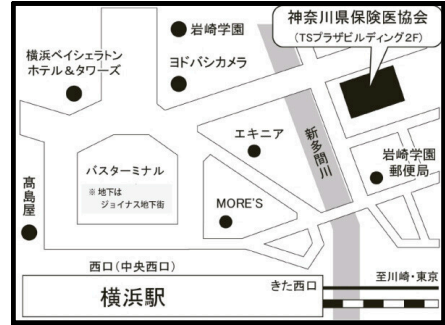 神奈川県保険医協会
(TSプラザビルディング2F)
岩崎学園
横浜ベイシェラトン
ホテル&タワーズ
ヨドバシカメラ
エキニア
新多間川
岩崎学園
郵便局
バスターミナル
※ 地下は
ジョイナス地下街
高島屋
MORE'S
西口(中央西口)
きた西口
至川崎・東京
横浜駅